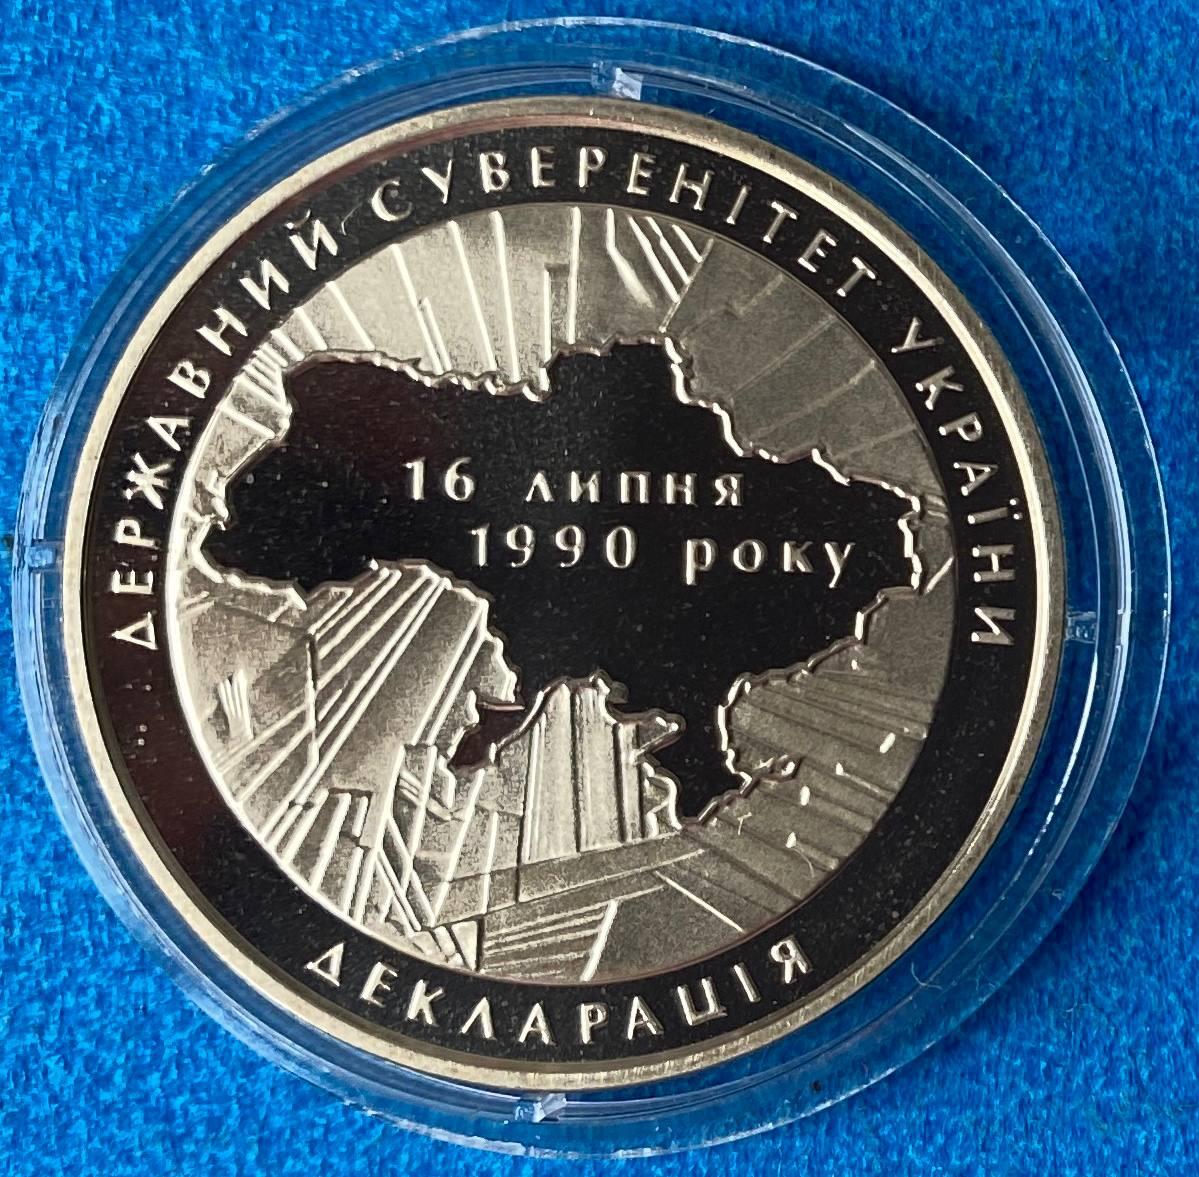 ДЕРЖАВНИЙ СУВЕРЕНІТЕТ УКРАЇНИ
16 липня
1990 року
ДЕКЛАРАЦІЯ